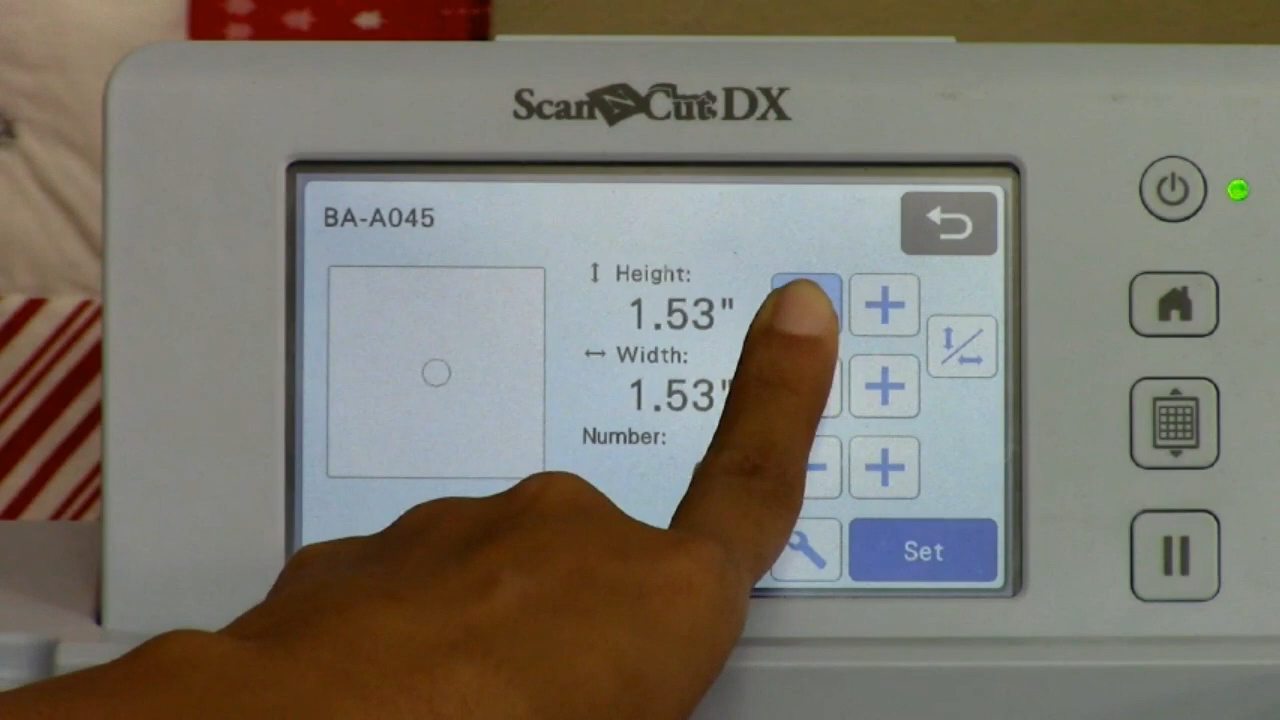 ScanNCut DX
BA-A045
Height:
1.53"
Width:
1.53"
Number:
Set